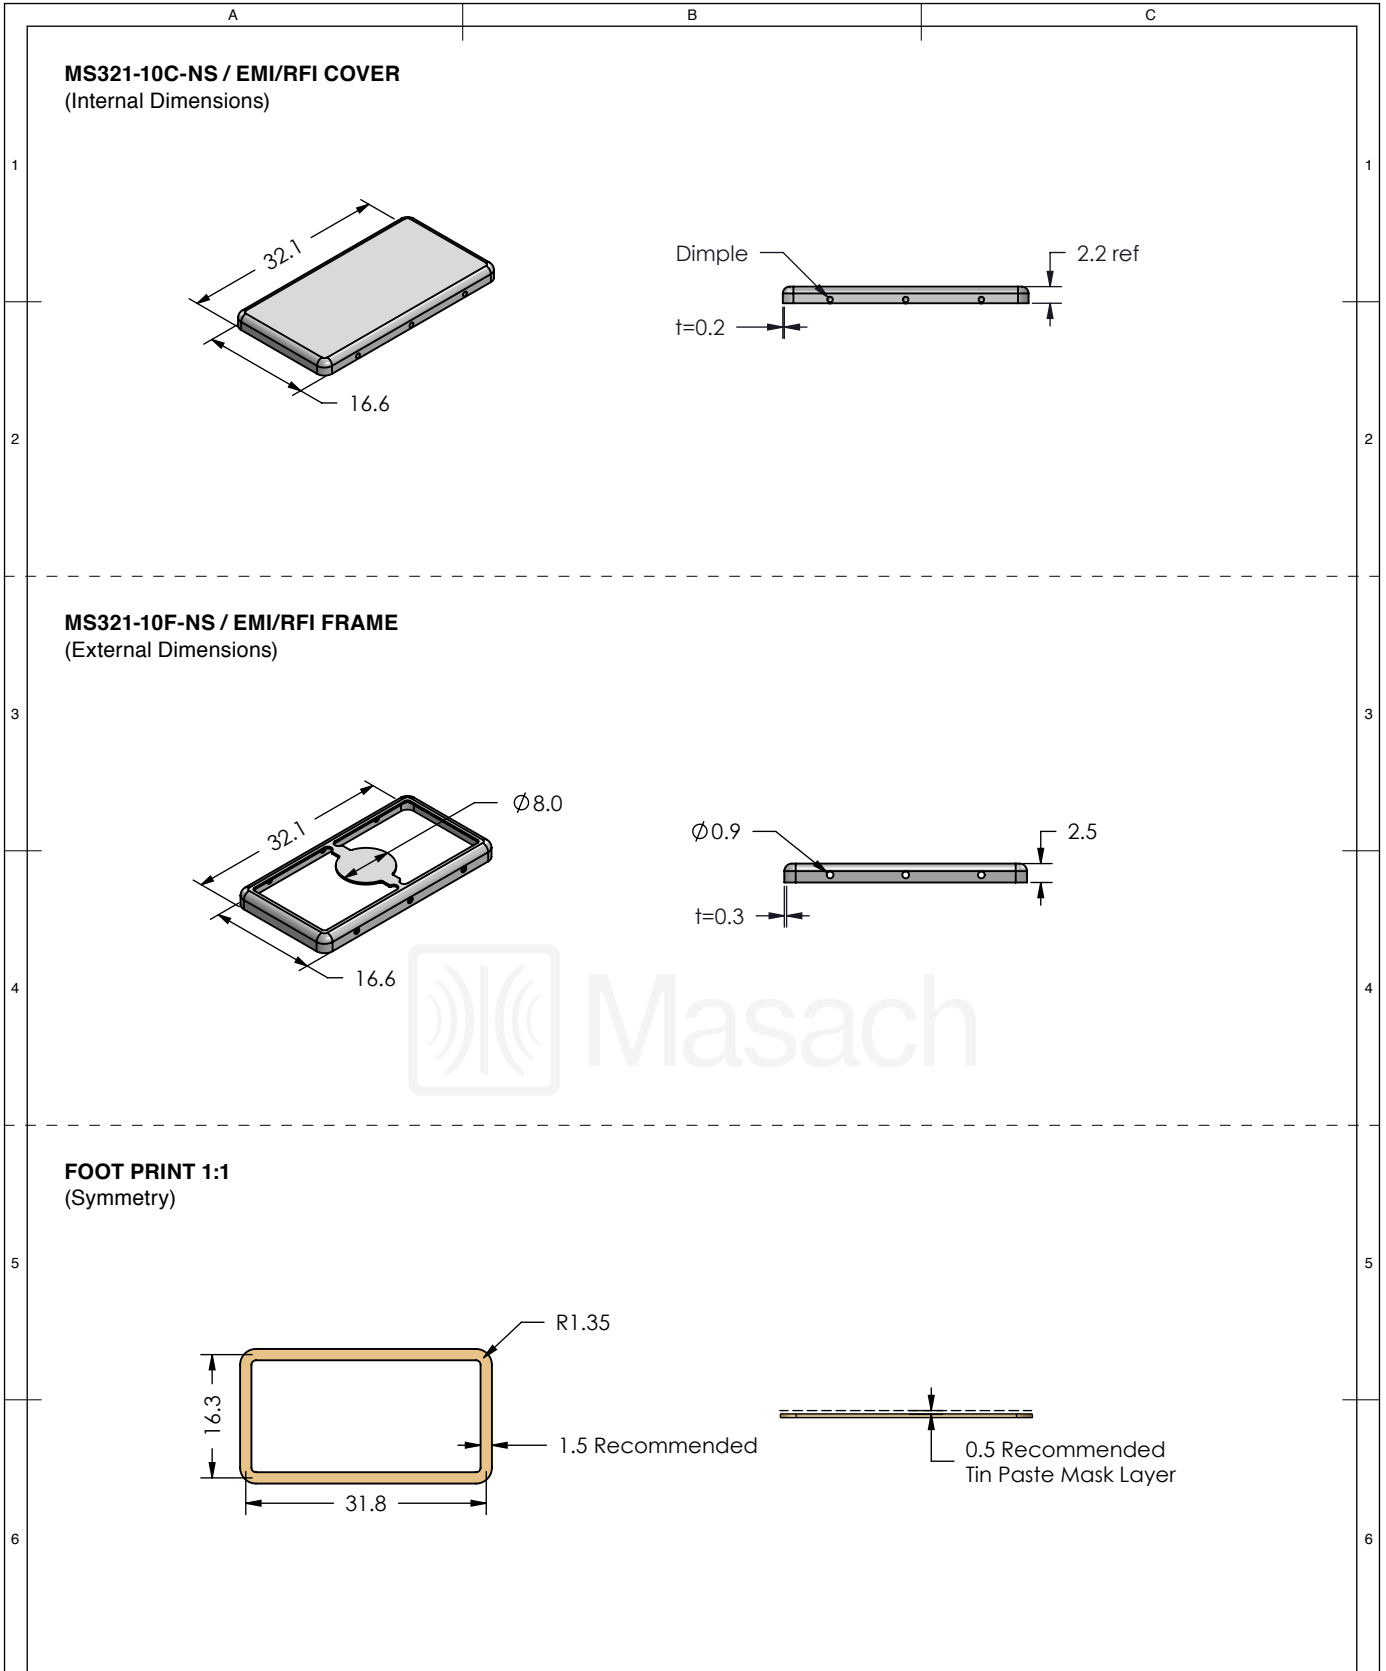 A B C
MS321-10C-NS / EMI/RFI COVER
(Internal Dimensions)
1 1
32.1
16.6
Dimple
2.2 ref
t=0.2
2 2
MS321-10F-NS / EMI/RFI FRAME
(External Dimensions)
3 3
32.1
Ø8.0
16.6
Ø0.9
2.5
t=0.3
Masach
4 4
FOOT PRINT 1:1
(Symmetry)
5 5
R1.35
16.3
1.5 Recommended
31.8
0.5 Recommended
Tin Paste Mask Layer
6 6